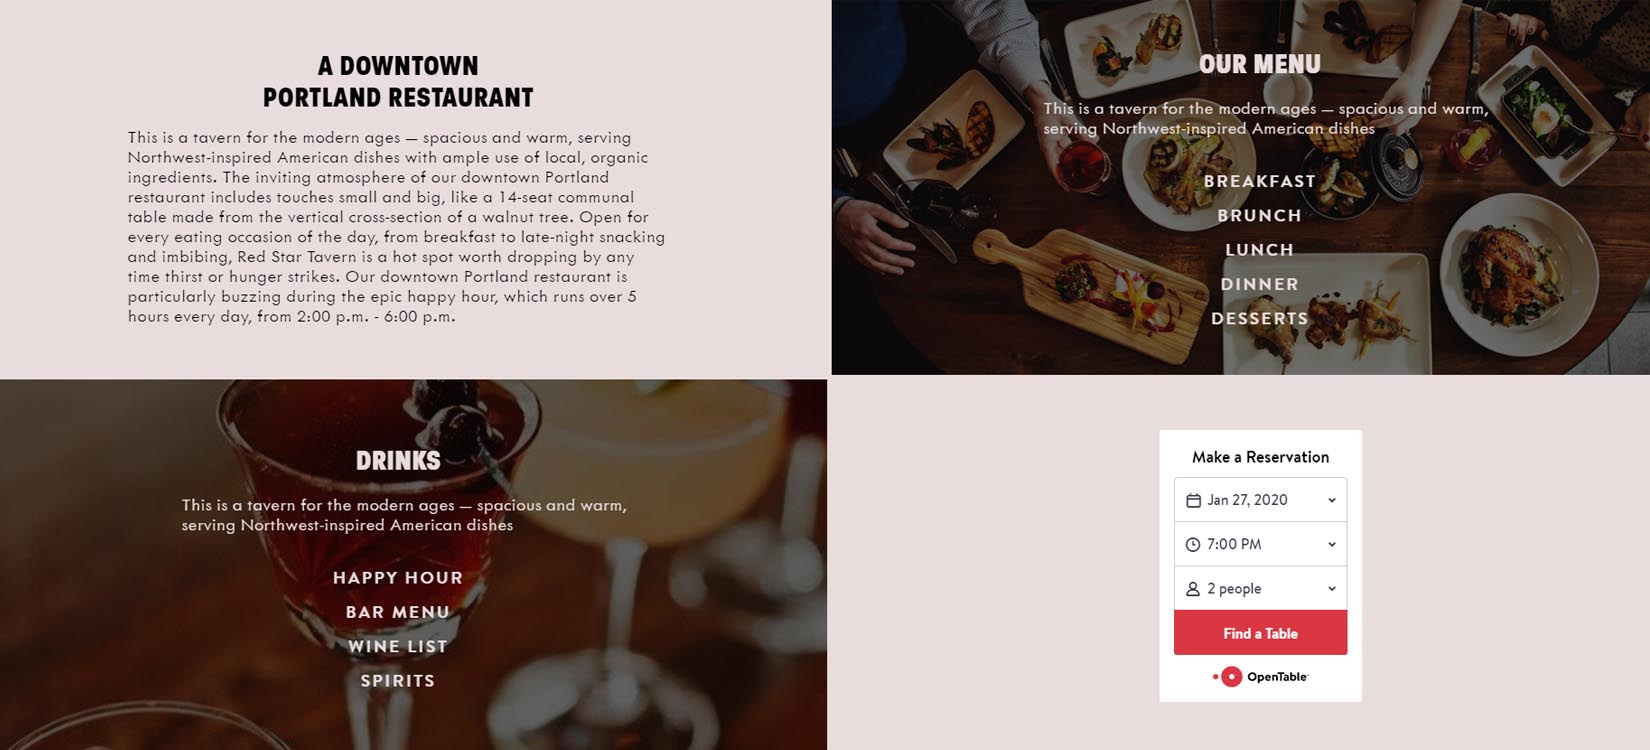 A DOWNTOWN
PORTLAND RESTAURANT
This is a tavern for the modern ages — spacious and warm, serving
Northwest-inspired American dishes with ample use of local, organic
ingredients. The inviting atmosphere of our downtown Portland
restaurant includes touches small and big, like a 14-seat communal
table made from the vertical cross-section of a walnut tree. Open for
every eating occasion of the day, from breakfast to late-night snacking
and imbibing, Red Star Tavern is a hot spot worth dropping by any
time thirst or hunger strikes. Our downtown Portland restaurant is
particularly buzzing during the epic happy hour, which runs over 5
hours every day, from 2:00 p.m. - 6:00 p.m.
OUR MENU
This is a tavern for the modern ages — spacious and warm,
serving Northwest-inspired American dishes
BREAKFAST
BRUNCH
LUNCH
DINNER
DESSERTS
DRINKS
This is a tavern for the modern ages — spacious and warm,
serving Northwest-inspired American dishes
HAPPY HOUR
BAR MENU
WINE LIST
SPIRITS
Make a Reservation
Jan 27, 2020
7:00 PM
2 people
Find a Table
OpenTable